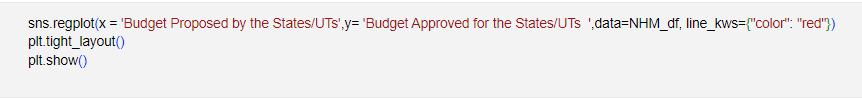 sns.regplot(x = 'Budget Proposed by the States/UTs',y= 'Budget Approved for the States/UTs  ',data=NHM_df, line_kws={"color": "red"})
plt.tight_layout()
plt.show()